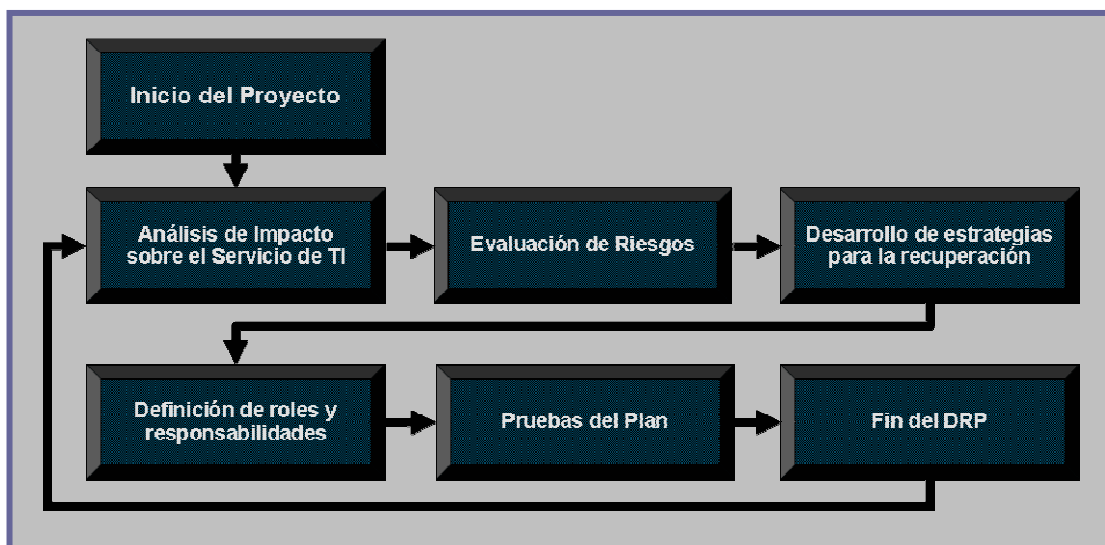 Inicio del Proyecto
Análisis de Impacto
sobre el Servicio de TI
Evaluación de Riesgos
Desarrollo de estrategias
para la recuperación
Definición de roles y
responsabilidades
Pruebas del Plan
Fin del DRP